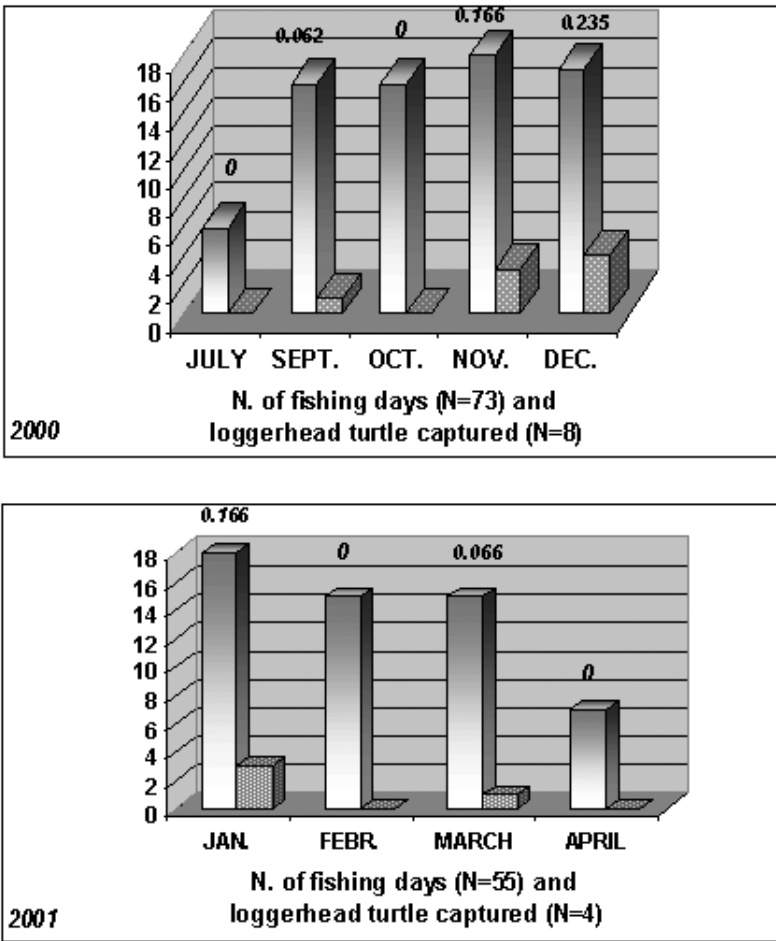 0.062 0 0.166 0.235
18
16
14
12
10
8
6
4
2
0
0
JULY SEPT. OCT. NOV. DEC.
N. of fishing days (N=73) and
loggerhead turtle captured (N=8)
2000
0.166 0 0.066 0
18
16
14
12
10
8
6
4
2
0
JAN. FEBR. MARCH APRIL
N. of fishing days (N=55) and
loggerhead turtle captured (N=4)
2001